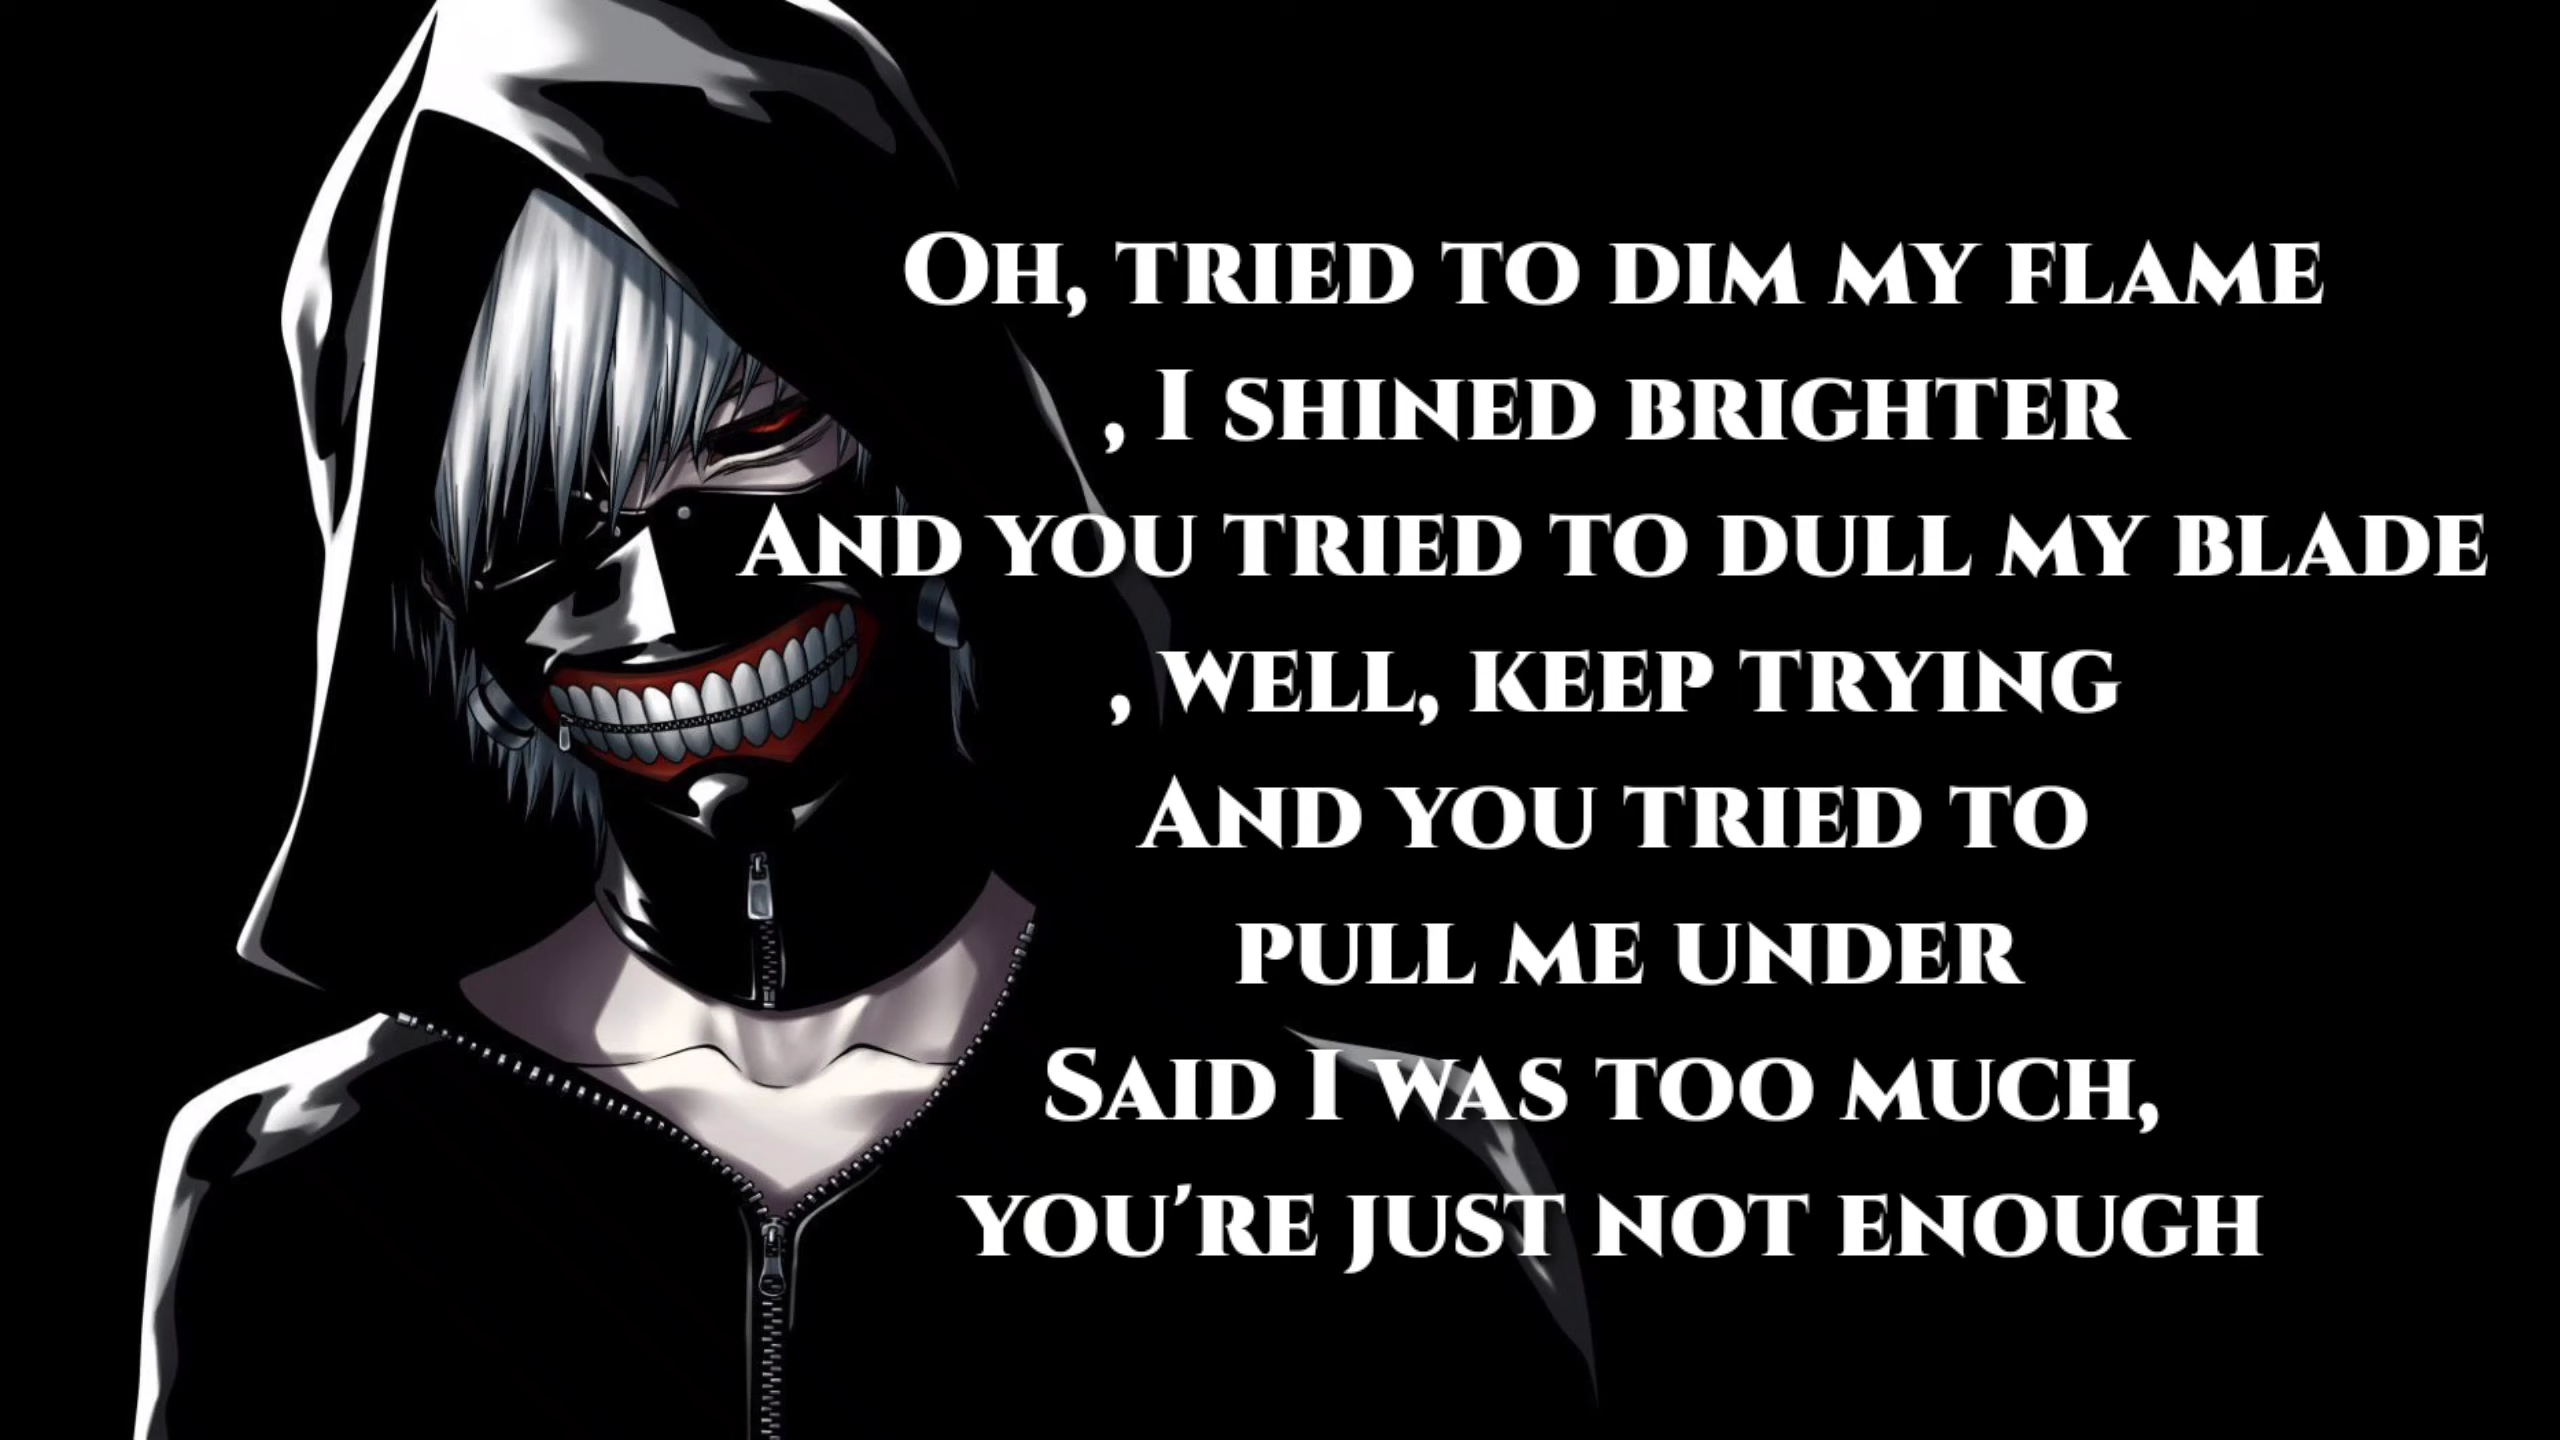 Oh, tried to dim my flame
, I shined brighter
And you tried to dull my blade
, well, keep trying
And you tried to
pull me under
Said I was too much,
you're just not enough